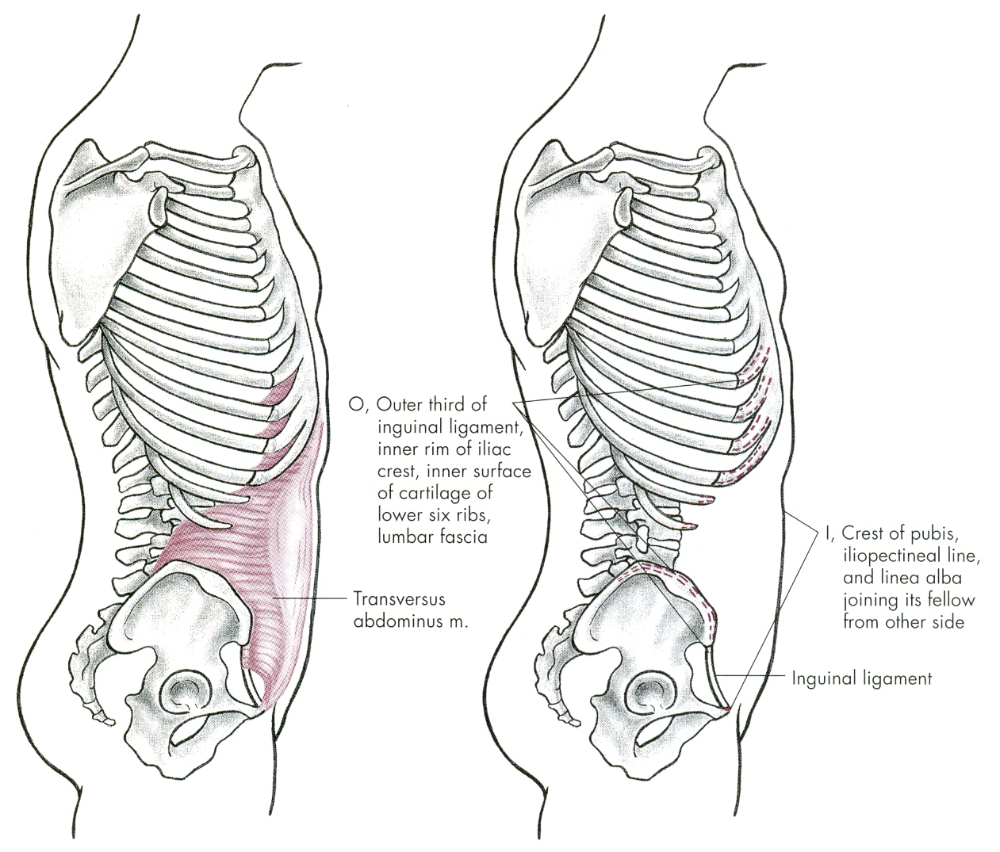 O, Outer third of
inguinal ligament,
inner rim of iliac
crest, inner surface
of cartilage of
lower six ribs,
lumbar fascia
Transversus
abdominus m.
I, Crest of pubis,
iliopectineal line,
and linea alba
joining its fellow
from other side
Inguinal ligament